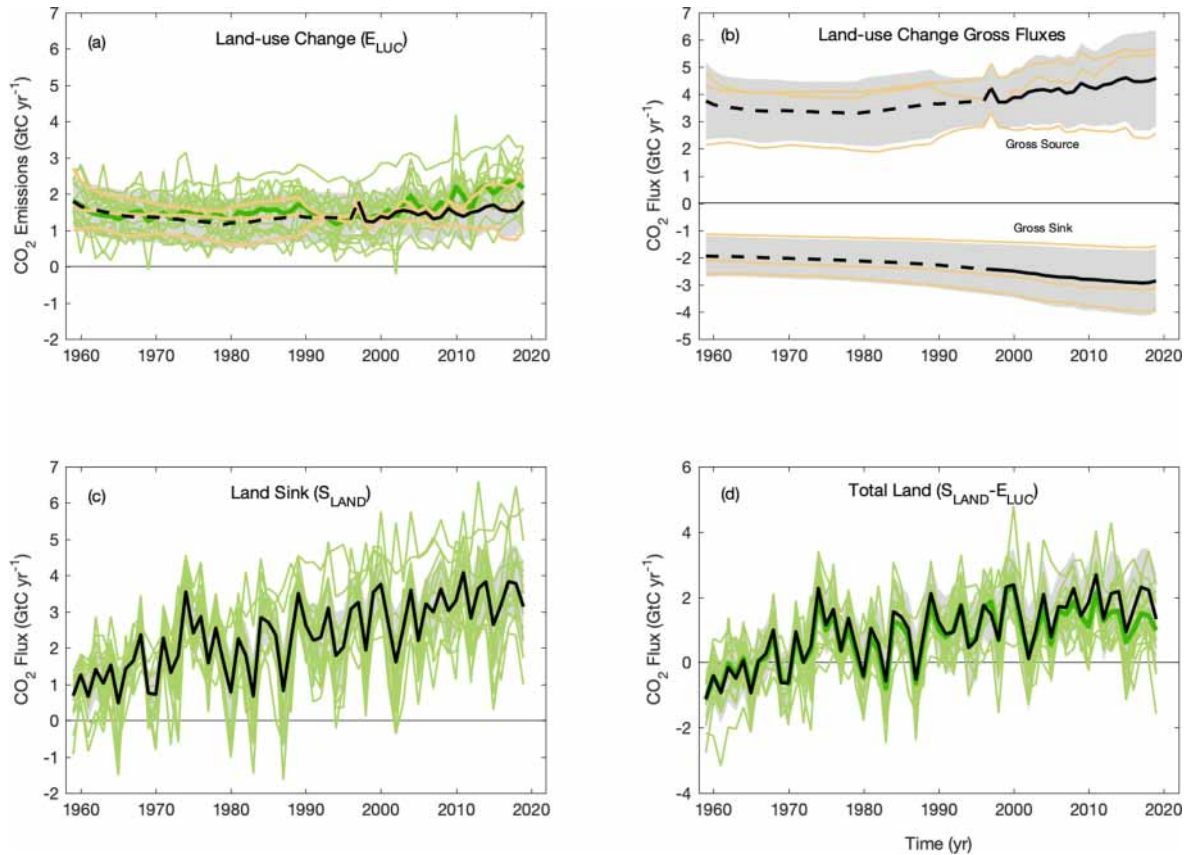 (a) Land-use Change (E_LUC)
CO2 Emissions (GtC yr-1)
7
6
5
4
3
2
1
0
-1
-2
1960 1970 1980 1990 2000 2010 2020
(b) Land-use Change Gross Fluxes
CO2 Flux (GtC yr-1)
7
6
5
4
3
2
1
0
-1
-2
-3
-4
-5
Gross Source
Gross Sink
1960 1970 1980 1990 2000 2010 2020
(c) Land Sink (S_LAND)
CO2 Flux (GtC yr-1)
7
6
5
4
3
2
1
0
-1
-2
1960 1970 1980 1990 2000 2010 2020
(d) Total Land (S_LAND-E_LUC)
CO2 Flux (GtC yr-1)
6
4
2
0
-2
-4
1960 1970 1980 1990 2000 2010 2020
Time (yr)